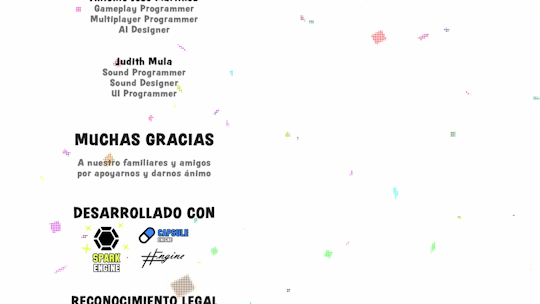 Gameplay Programmer
Multiplayer Programmer
AI Designer
Judith Mula
Sound Programmer
Sound Designer
UI Programmer
MUCHAS GRACIAS
A nuestro familiares y amigos
por apoyarnos y darnos ánimo
DESARROLLADO CON
SPARK
ENGINE
CAPSULE
ENGINE
#Engine
RECONOCIMIENTO LEGAL